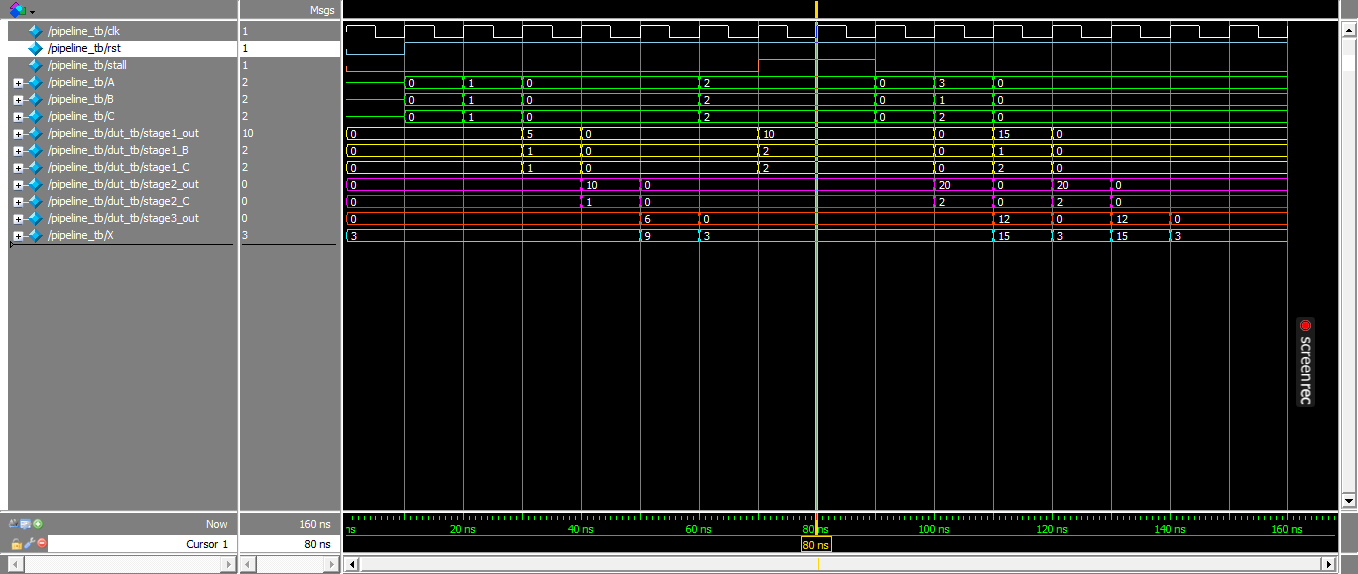 Msgs
/pipeline_tb/clk 1
/pipeline_tb/rst 1
/pipeline_tb/stall 1
/pipeline_tb/A 2 0 1 0 2 0 3 0
/pipeline_tb/B 2 0 1 0 2 0 1 0
/pipeline_tb/C 2 0 1 0 2 0 2 0
/pipeline_tb/dut_tb/stage1_out 10 0 5 0 10 0 15 0
/pipeline_tb/dut_tb/stage1_B 2 0 1 0 2 0 1 0
/pipeline_tb/dut_tb/stage1_C 2 0 1 0 2 0 2 0
/pipeline_tb/dut_tb/stage2_out 0 0 10 0 20 0 20 0
/pipeline_tb/dut_tb/stage2_C 0 0 1 0 2 0 2 0
/pipeline_tb/dut_tb/stage3_out 0 0 6 0 12 0 12 0
/pipeline_tb/X 3 3 9 3 15 3 15 3
screenrec
Now 160 ns ns 20 ns 40 ns 60 ns 80 ns 100 ns 120 ns 140 ns 160 ns
Cursor 1 80 ns 80 ns